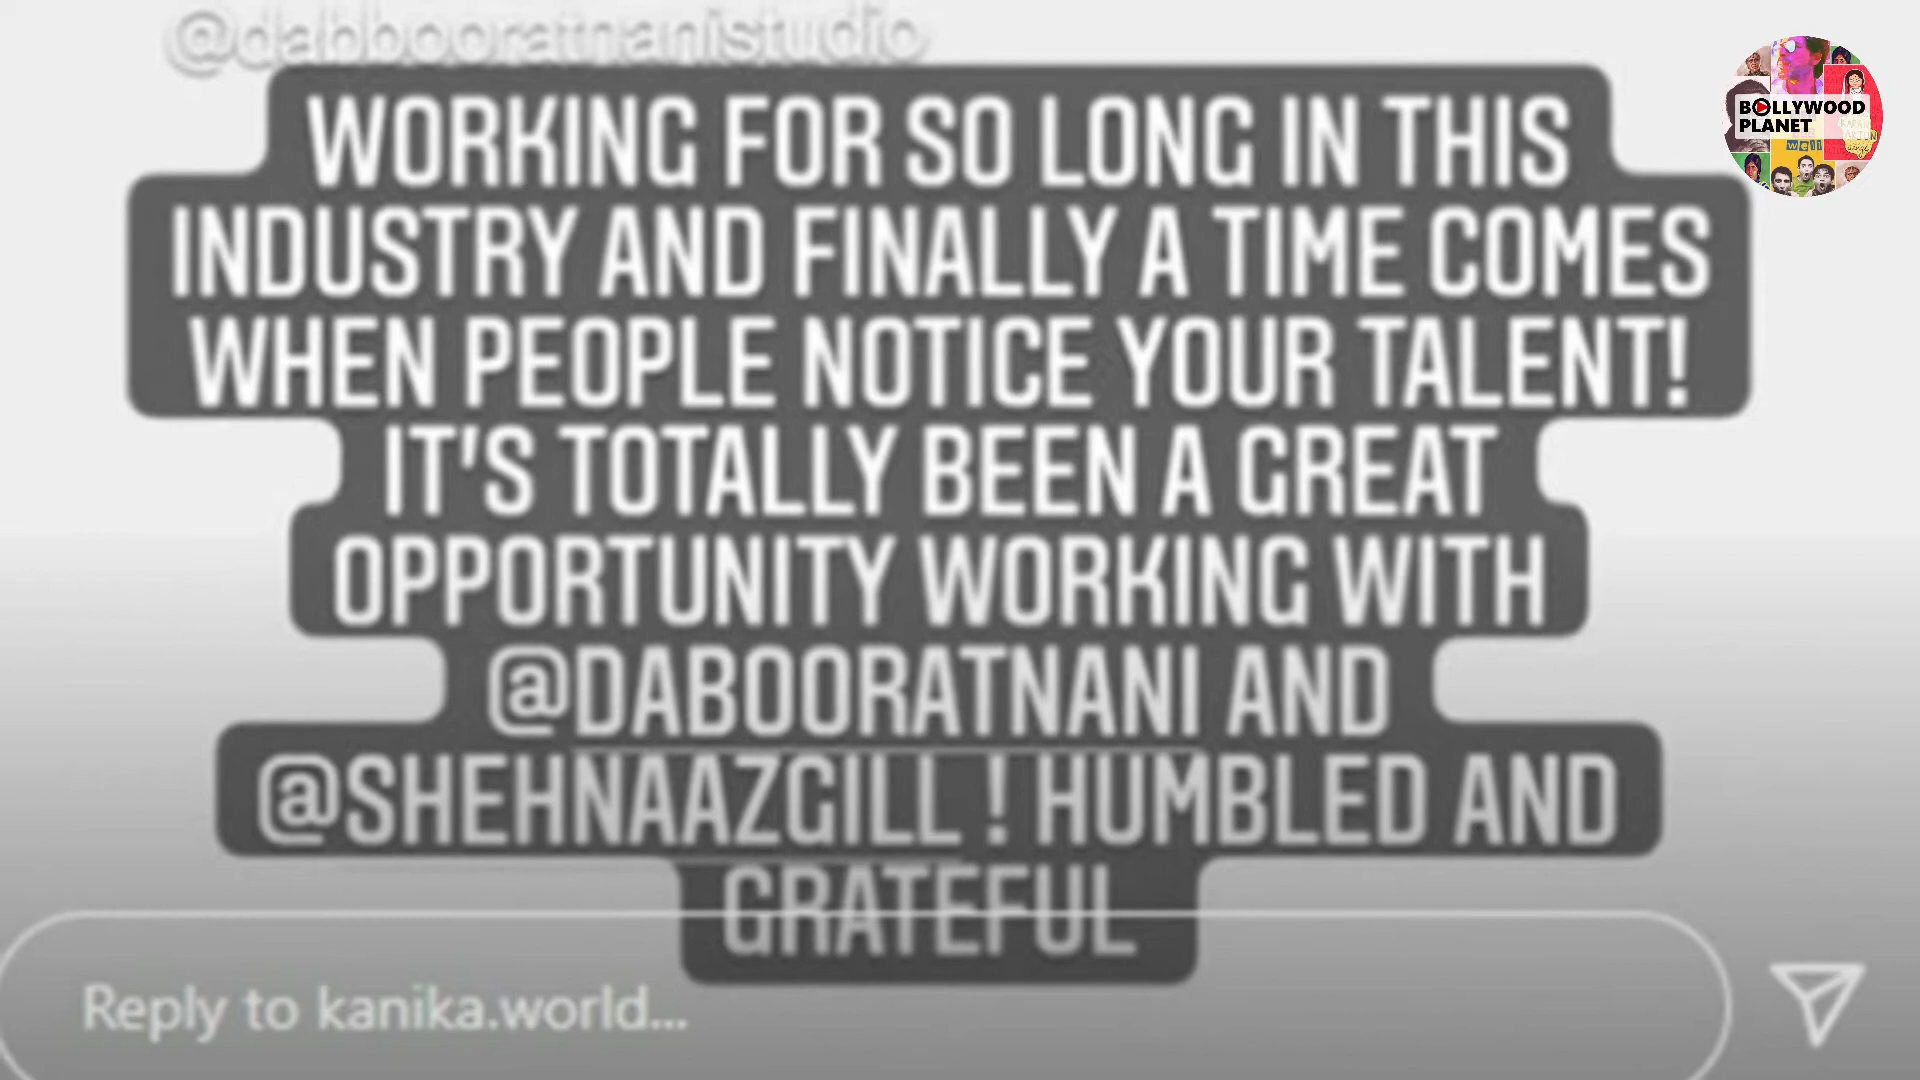 @dabbooratnanistudio
WORKING FOR SO LONG IN THIS
INDUSTRY AND FINALLY A TIME COMES
WHEN PEOPLE NOTICE YOUR TALENT!
IT'S TOTALLY BEEN A GREAT
OPPORTUNITY WORKING WITH
@DABOORATNANI AND
@SHEHNAAZGILL ! HUMBLED AND
GRATEFUL
Reply to kanika.world...
BOLLYWOOD
PLANET
well